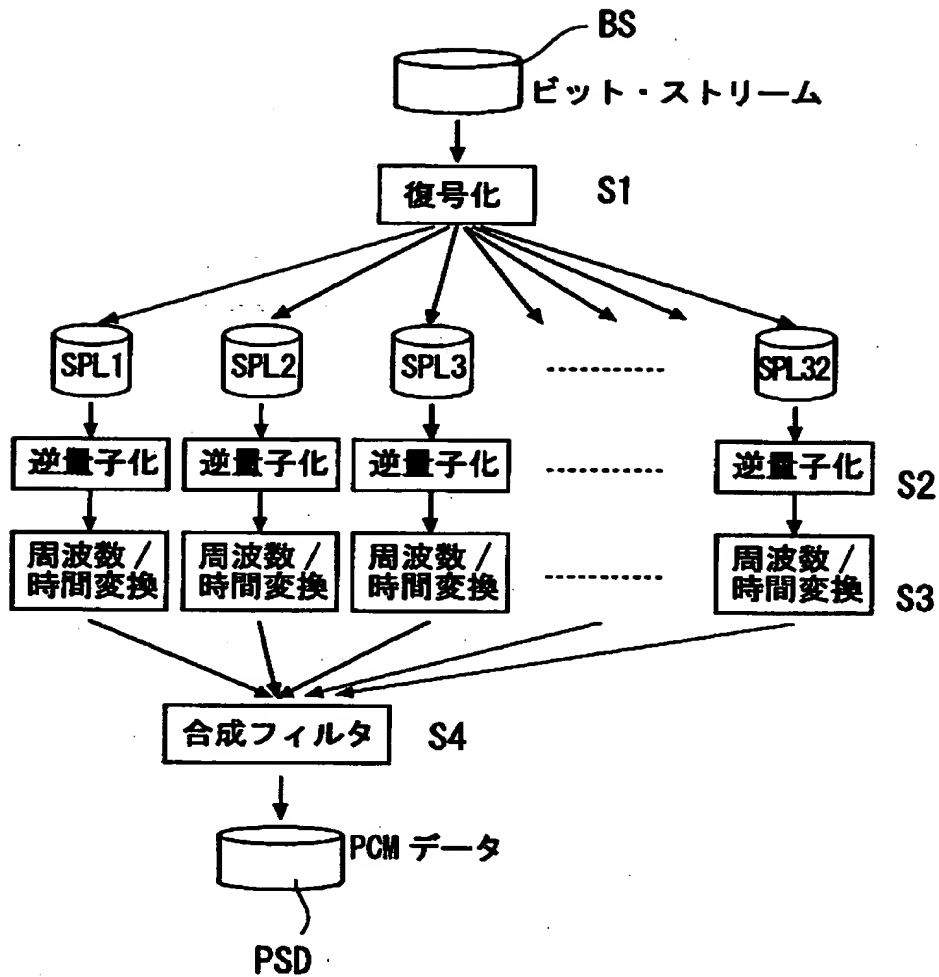 BS
ビット・ストリーム
復号化
S1
SPL1
SPL2
SPL3
SPL32
逆量子化
逆量子化
逆量子化
逆量子化
S2
周波数/
時間変換
周波数/
時間変換
周波数/
時間変換
周波数/
時間変換
S3
合成フィルタ
S4
PCM データ
PSD